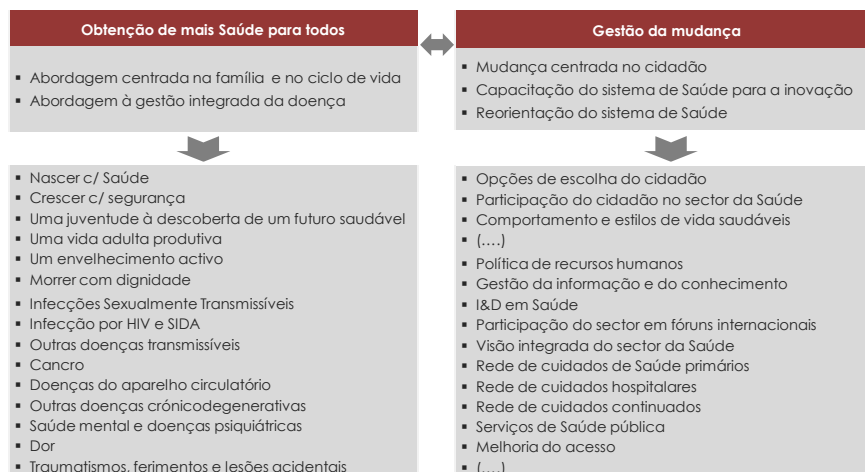 Obtenção de mais Saúde para todos
▪ Abordagem centrada na família e no ciclo de vida
▪ Abordagem à gestão integrada da doença
▪ Nascer c/ Saúde
▪ Crescer c/ segurança
▪ Uma juventude à descoberta de um futuro saudável
▪ Uma vida adulta produtiva
▪ Un envelhecimento activo
▪ Morrer com dignidade
▪ Infecções Sexualmente Transmissíveis
▪ Infecção por HIV e SIDA
▪ Outras doenças transmissíveis
▪ Cancro
▪ Doenças do aparelho circulatório
▪ Outras doenças crónicodegenerativas
▪ Saúde mental e doenças psiquiátricas
▪ Dor
▪ Traumatismos, ferimentos e lesões acidentais
Gestão da mudança
▪ Mudança centrada no cidadão
▪ Capacitação do sistema de Saúde para a inovação
▪ Reorientação do sistema de Saúde
▪ Opções de escolha do cidadão
▪ Participação do cidadão no sector da Saúde
▪ Comportamento e estilos de vida saudáveis
▪ (....)
▪ Política de recursos humanos
▪ Gestão da informação e do conhecimento
▪ I&D em Saúde
▪ Participação do sector em fóruns internacionais
▪ Visão integrada do sector da Saúde
▪ Rede de cuidados de Saúde primários
▪ Rede de cuidados hospitalares
▪ Rede de cuidados continuados
▪ Serviços de Saúde pública
▪ Melhoria do acesso
▪ (....)